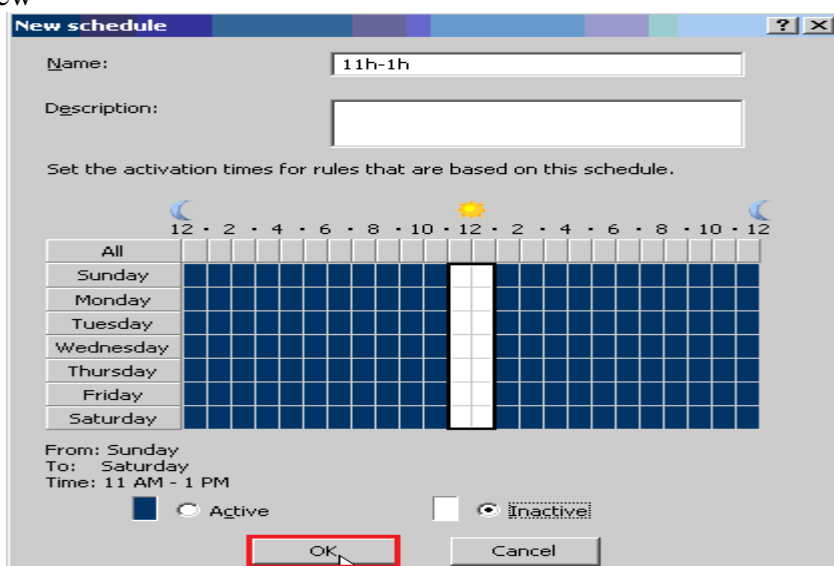 New schedule
Name: 11h-1h
Description:
Set the activation times for rules that are based on this schedule.
12 · 2 · 4 · 6 · 8 · 10 · 12 · 2 · 4 · 6 · 8 · 10 · 12
All
Sunday
Monday
Tuesday
Wednesday
Thursday
Friday
Saturday
From: Sunday
To: Saturday
Time: 11 AM - 1 PM
Active Inactive
OK Cancel